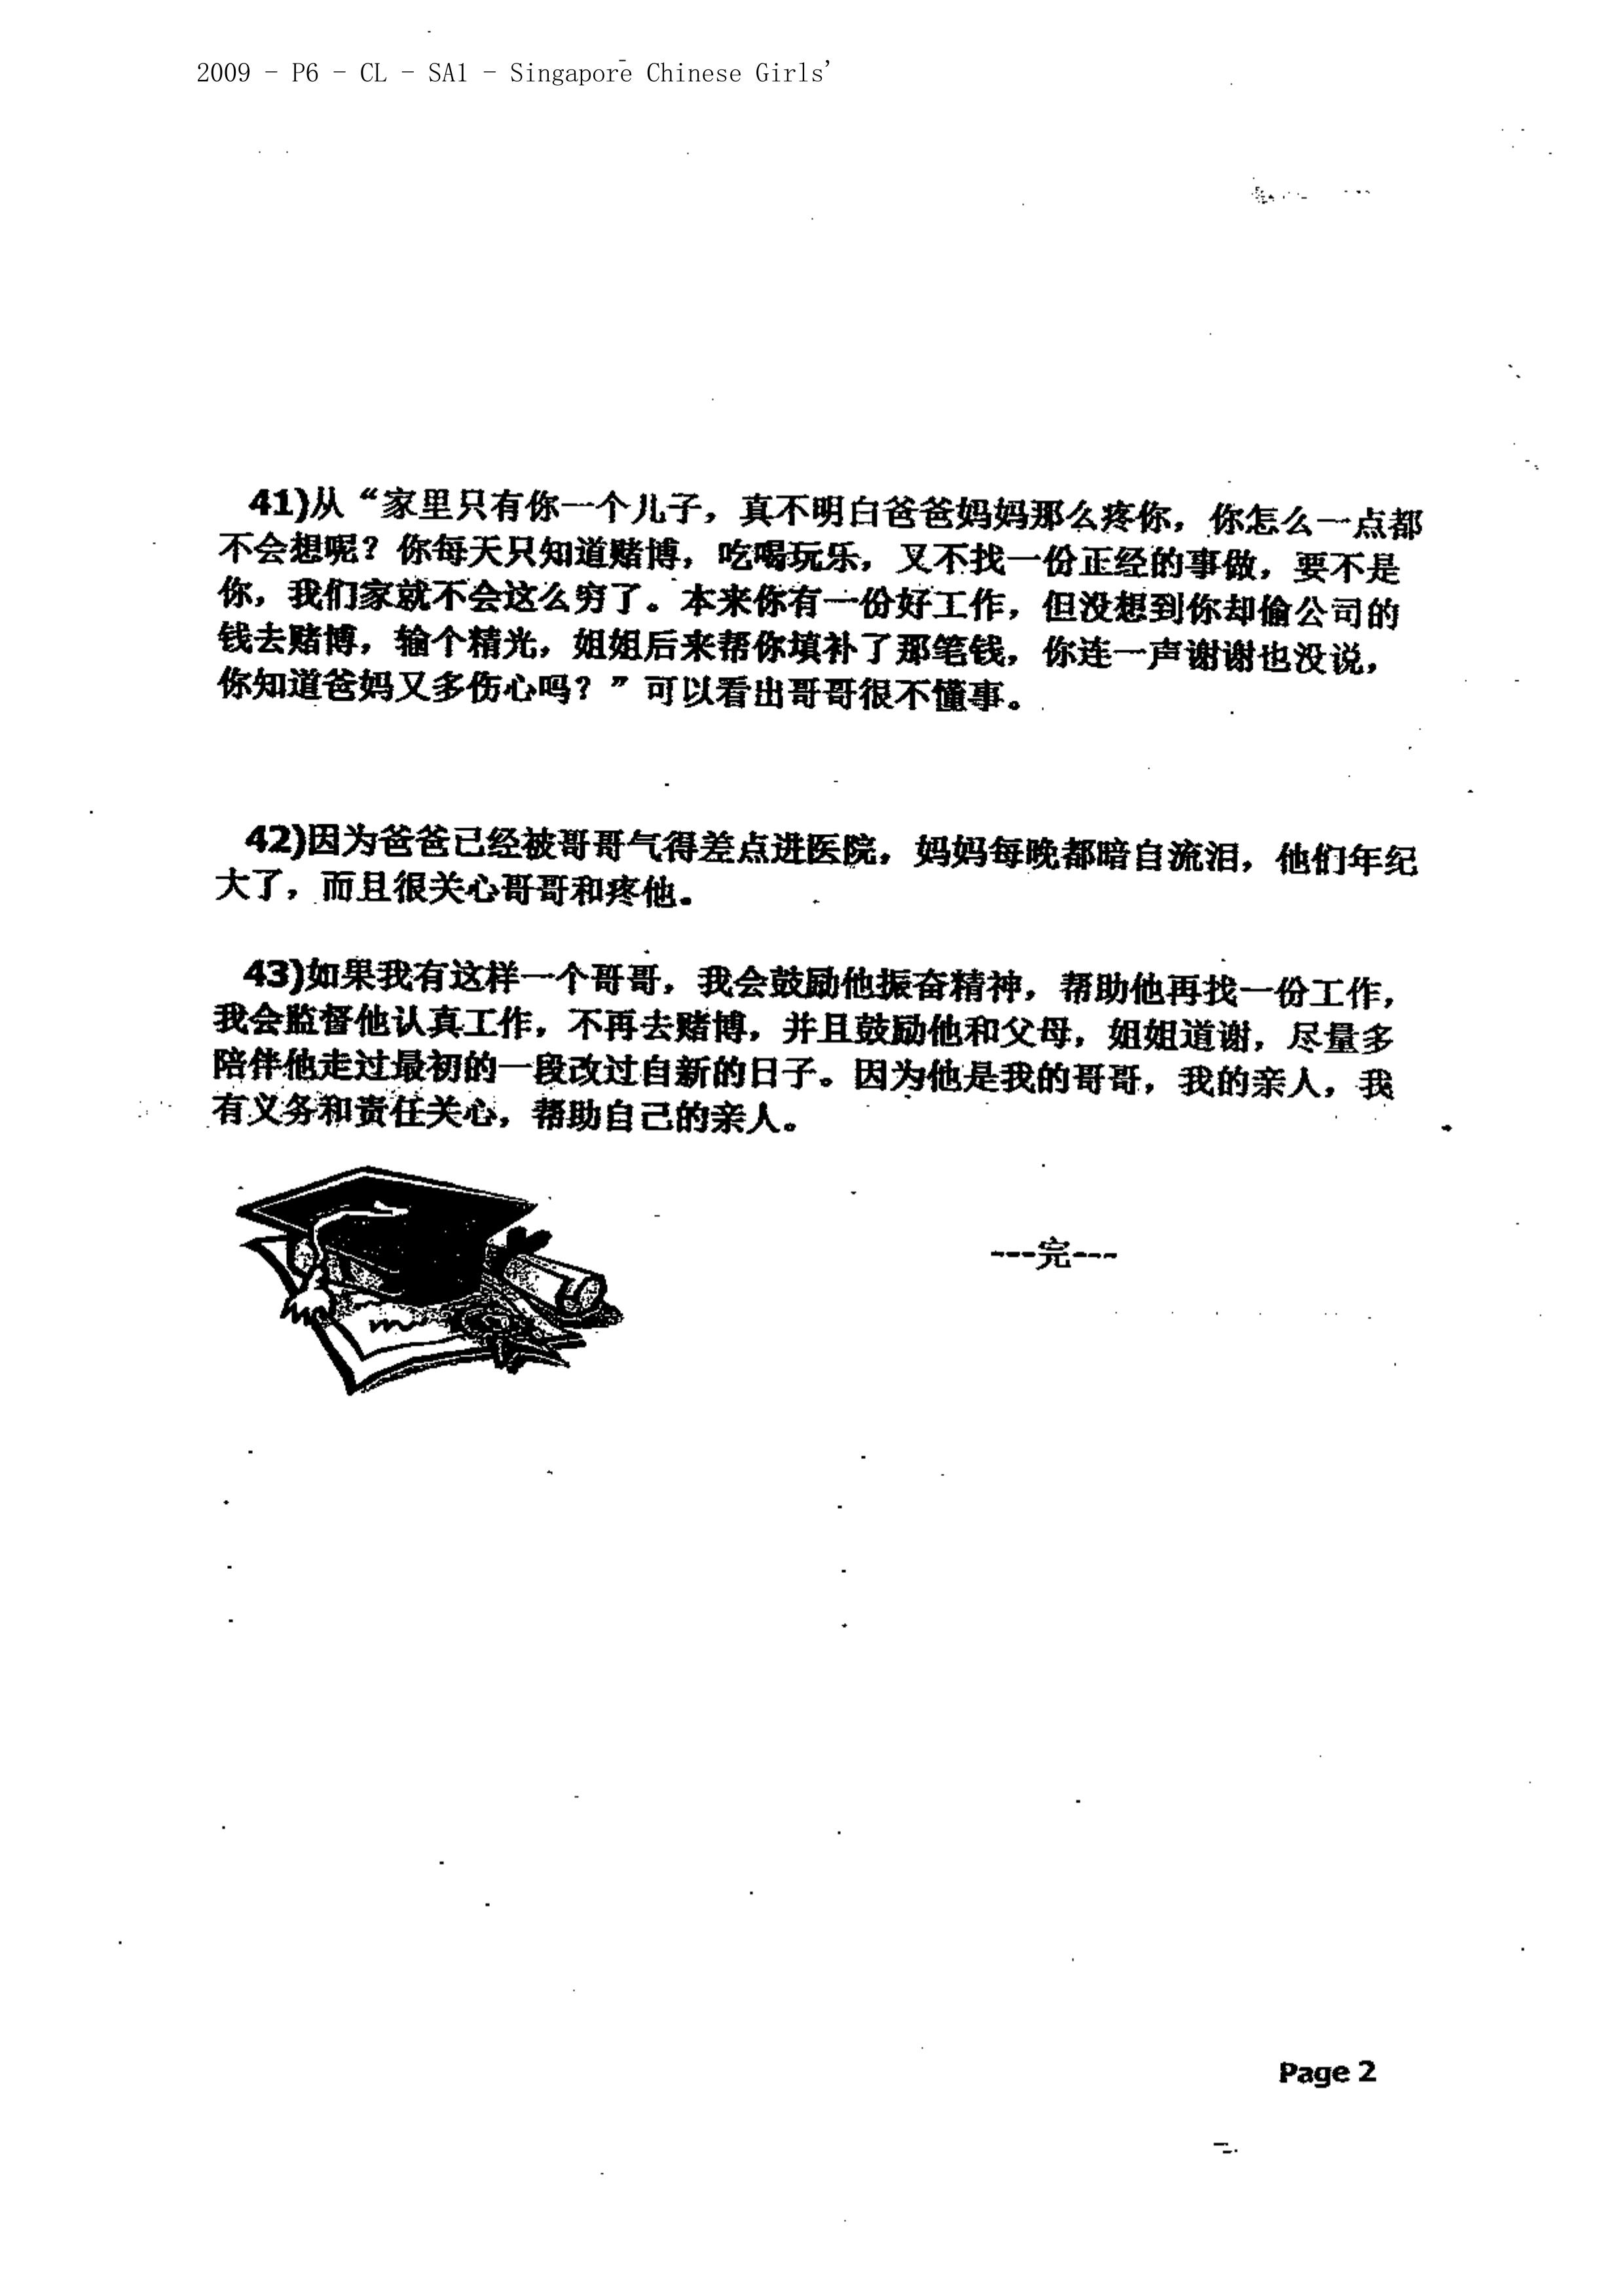 2009 - P6 - CL - SA1 - Singapore Chinese Girls'
41)从“家里只有你一个儿子，真不明白爸爸妈妈那么疼你，你怎么一点都
不会想呢？你每天只知道赌博，吃喝玩乐，又不找一份正经的事做，要不是
你，我们家就不会这么穷了。本来你有一份好工作，但没想到你却偷公司的
钱去赌博，输个精光，姐姐后来帮你填补了那笔钱，你连一声谢谢也没说，
你知道爸妈又多伤心吗？”可以看出哥哥很不懂事。
42)因为爸爸已经被哥哥气得差点进医院，妈妈每晚都暗自流泪，他们年纪
大了，而且很关心哥哥和疼他。
43)如果我有这样一个哥哥，我会鼓励他振奋精神，帮助他再找一份工作，
我会监督他认真工作，不再去赌博，并且鼓励他和父母，姐姐道谢，尽量多
陪伴他走过最初的一段改过自新的日子。因为他是我的哥哥，我的亲人，我
有义务和责任关心，帮助自己的亲人。
---完---
Page 2